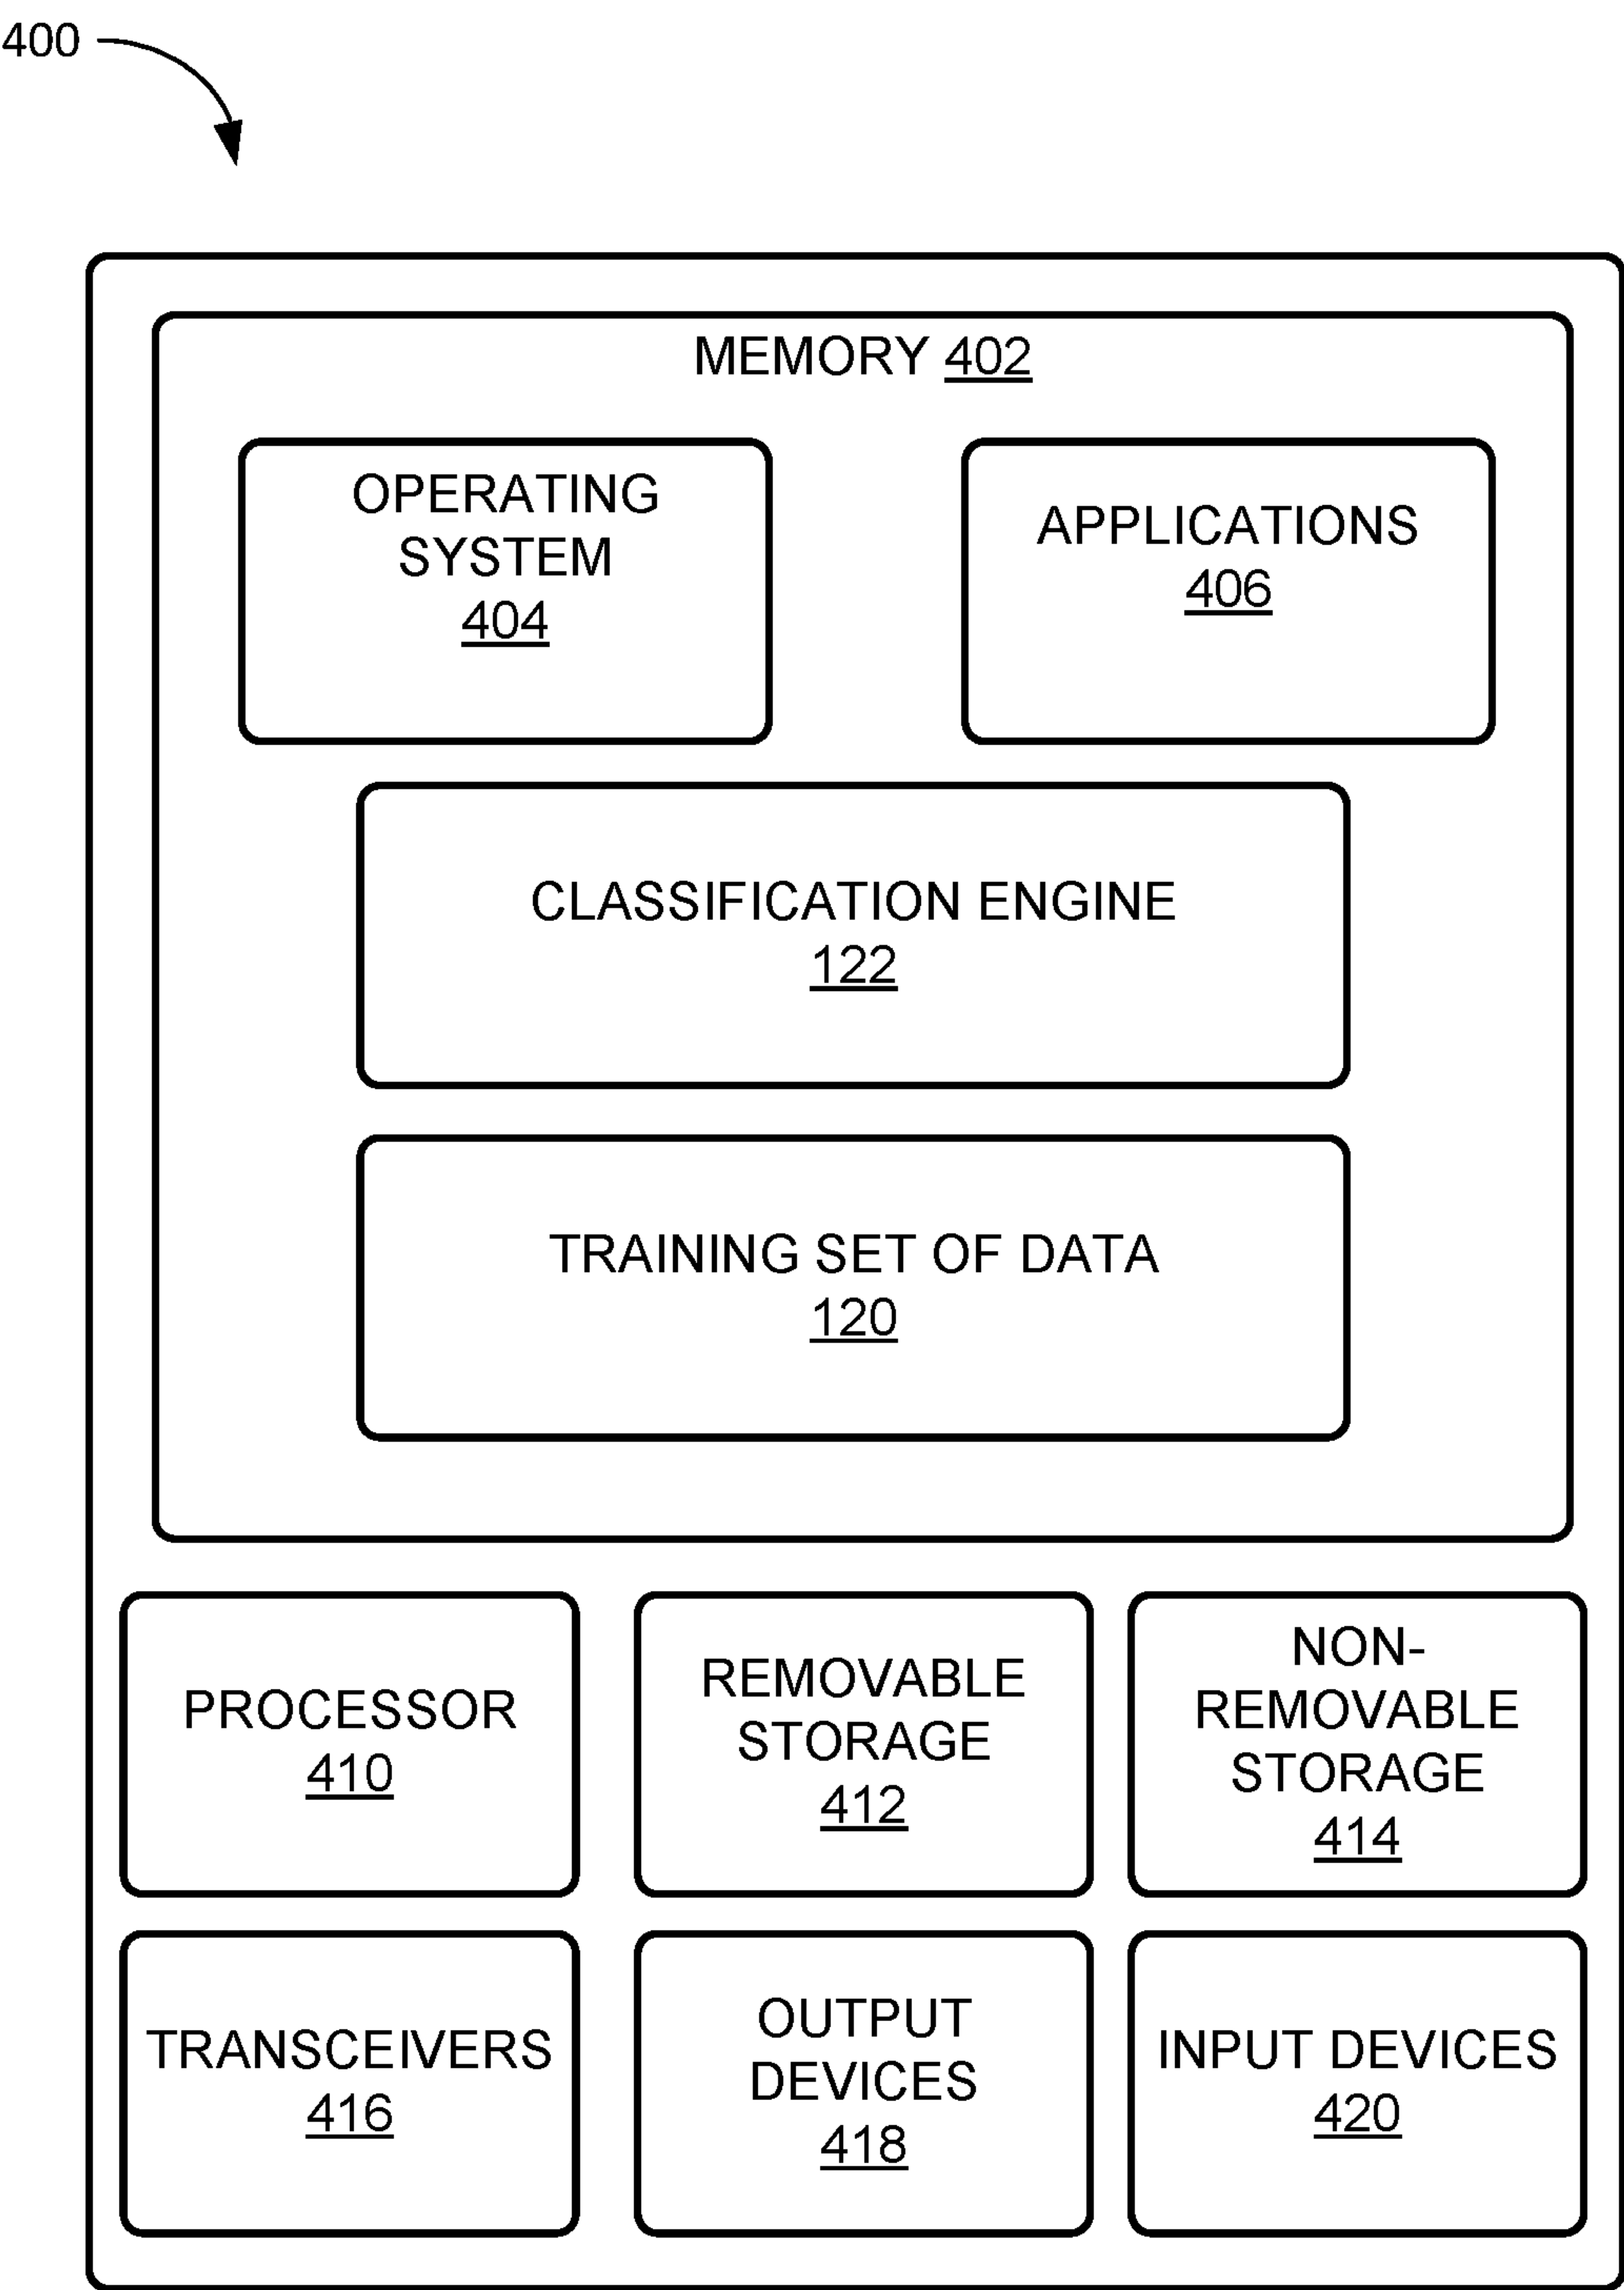 400
MEMORY 402
OPERATING
SYSTEM
404
APPLICATIONS
406
CLASSIFICATION ENGINE
122
TRAINING SET OF DATA
120
PROCESSOR
410
REMOVABLE
STORAGE
412
NON-
REMOVABLE
STORAGE
414
TRANSCEIVERS
416
OUTPUT
DEVICES
418
INPUT DEVICES
420